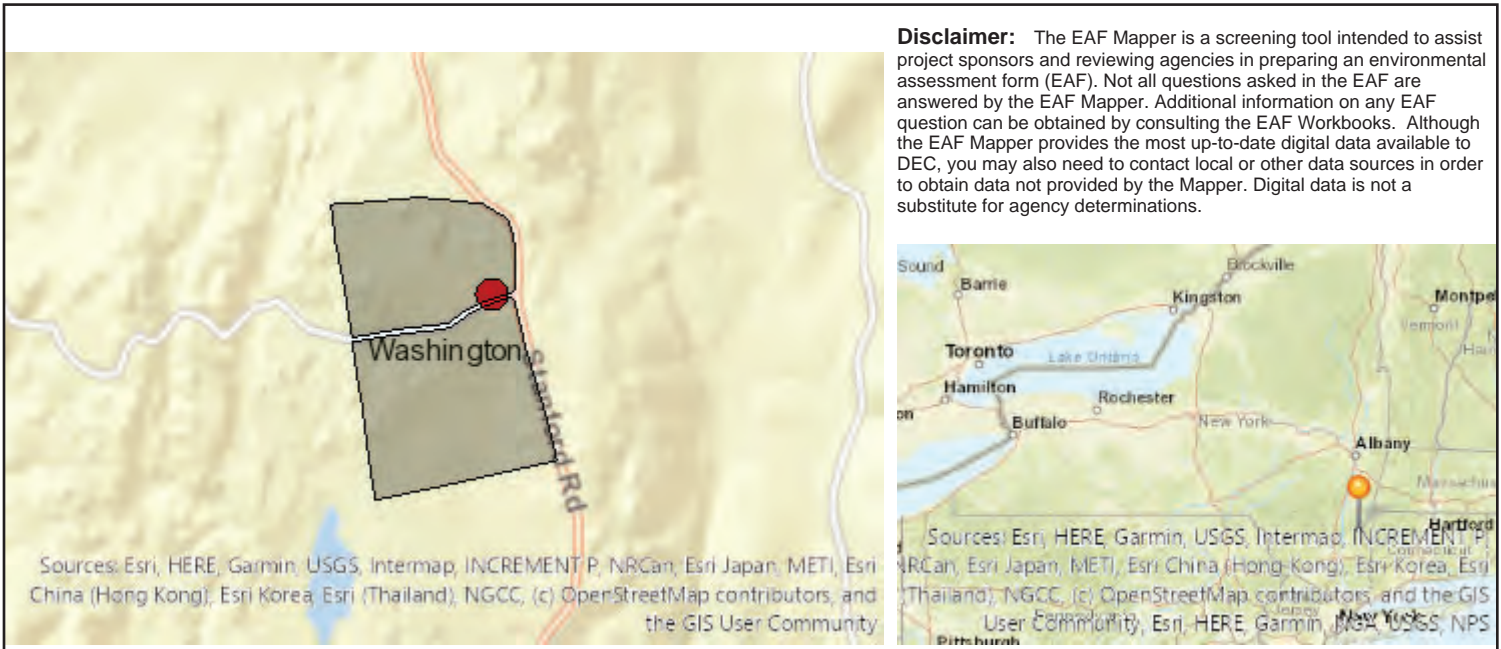 Disclaimer: The EAF Mapper is a screening tool intended to assist
project sponsors and reviewing agencies in preparing an environmental
assessment form (EAF). Not all questions asked in the EAF are
answered by the EAF Mapper. Additional information on any EAF
question can be obtained by consulting the EAF Workbooks. Although
the EAF Mapper provides the most up-to-date digital data available to
DEC, you may also need to contact local or other data sources in order
to obtain data not provided by the Mapper. Digital data is not a
substitute for agency determinations.
Washington
Stanford Rd
Sources: Esri, HERE, Garmin, USGS, Intermap, INCREMENT P, NRCan, Esri Japan, METI, Esri
China (Hong Kong), Esri Korea, Esri (Thailand), NGCC, (c) OpenStreetMap contributors, and
the GIS User Community
Sound
Barrie
Brockville
Kingston
Montpel
Vermont
Toronto
Lake Ontario
Hamilton
Rochester
Buffalo
New York
Albany
Massachus
Hartford
Connecticut
Sources: Esri, HERE, Garmin, USGS, Intermap, INCREMENT P,
NRCan, Esri Japan, METI, Esri China (Hong Kong), Esri Korea, Esri
(Thailand), NGCC, (c) OpenStreetMap contributors, and the GIS
User Community, Esri, HERE, Garmin, NGA, USGS, NPS
Pennsylvania
New York
Pittsburgh